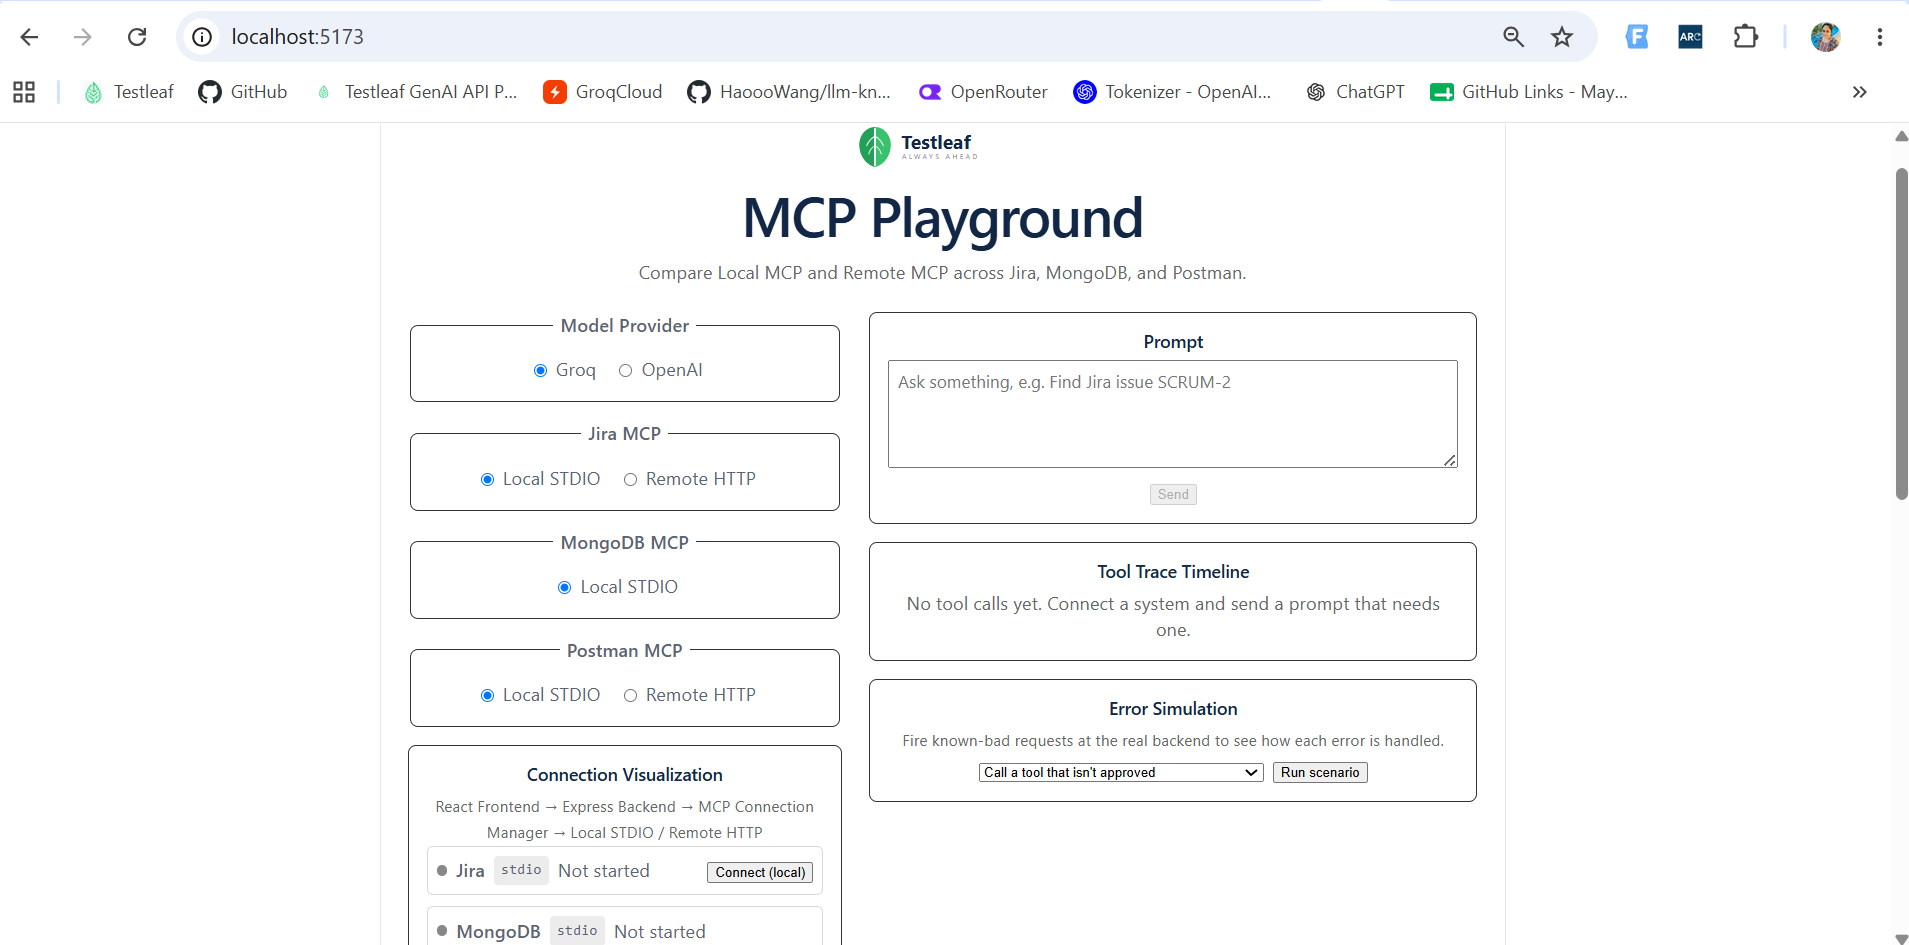 localhost:5173
Testleaf
GitHub
Testleaf GenAI API P...
GroqCloud
HaoooWang/llm-kn...
OpenRouter
Tokenizer - OpenAI...
ChatGPT
GitHub Links - May...
Testleaf
ALWAYS AHEAD
MCP Playground
Compare Local MCP and Remote MCP across Jira, MongoDB, and Postman.
Model Provider
Groq
OpenAI
Jira MCP
Local STDIO
Remote HTTP
MongoDB MCP
Local STDIO
Postman MCP
Local STDIO
Remote HTTP
Connection Visualization
React Frontend → Express Backend → MCP Connection
Manager → Local STDIO / Remote HTTP
Jira stdio Not started Connect (local)
MongoDB stdio Not started
Prompt
Ask something, e.g. Find Jira issue SCRUM-2
Send
Tool Trace Timeline
No tool calls yet. Connect a system and send a prompt that needs
one.
Error Simulation
Fire known-bad requests at the real backend to see how each error is handled.
Call a tool that isn't approved
Run scenario
ARC
F